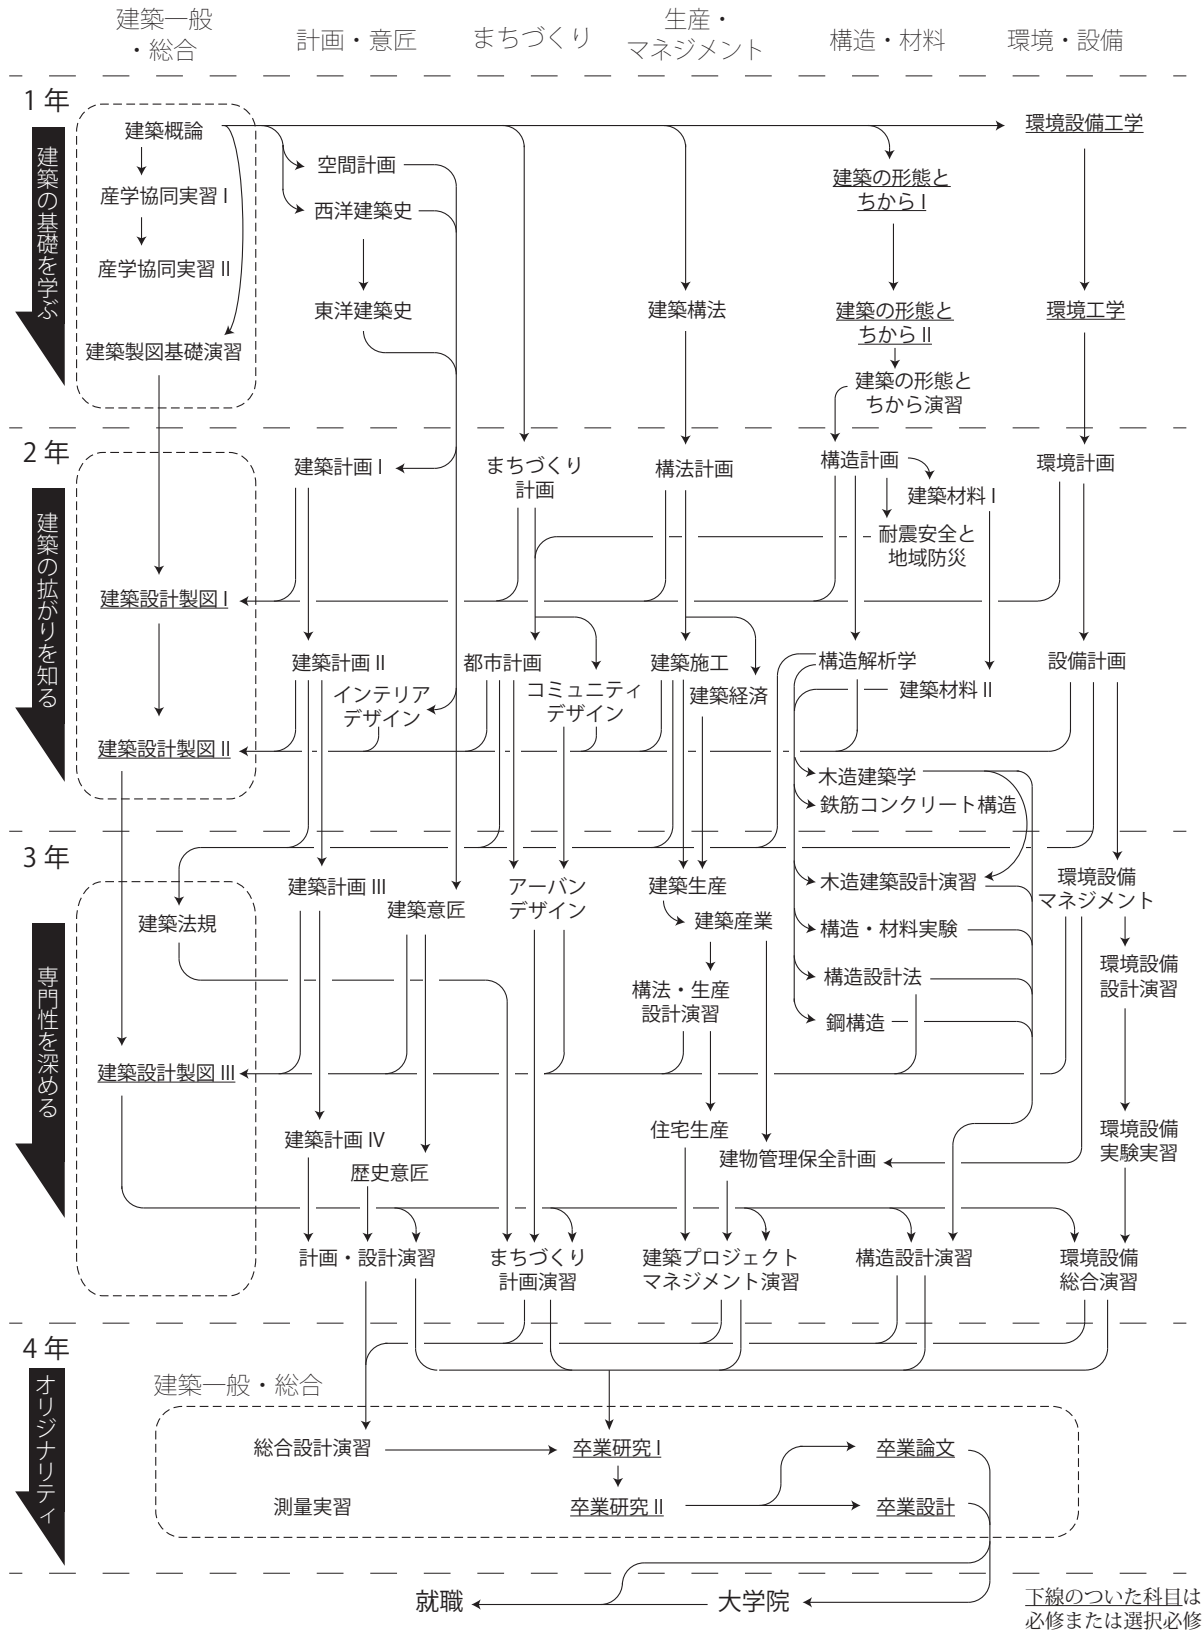 建築一般
・総合
計画・意匠
まちづくり
生産・
マネジメント
構造・材料
環境・設備
1年
建築の基礎を学ぶ
建築概論
環境設備工学
空間計画
建築の形態と
ちからⅠ
産学協同実習Ⅰ
西洋建築史
産学協同実習Ⅱ
東洋建築史
建築構法
建築の形態と
ちからⅡ
環境工学
建築製図基礎演習
建築の形態と
ちから演習
2年
建築の拡がりを知る
建築計画Ⅰ
まちづくり
計画
構法計画
構造計画
環境計画
建築材料Ⅰ
耐震安全と
地域防災
建築設計製図Ⅰ
建築計画Ⅱ
都市計画
建築施工
構造解析学
設備計画
インテリア
デザイン
コミュニティ
デザイン
建築経済
建築材料Ⅱ
建築設計製図Ⅱ
木造建築学
鉄筋コンクリート構造
3年
専門性を深める
建築計画Ⅲ
アーバン
デザイン
建築生産
木造建築設計演習
環境設備
マネジメント
建築法規
建築意匠
建築産業
構造・材料実験
構法・生産
設計演習
構造設計法
環境設備
設計演習
鋼構造
建築設計製図Ⅲ
建築計画Ⅳ
住宅生産
環境設備
実験実習
歴史意匠
建物管理保全計画
計画・設計演習
まちづくり
計画演習
建築プロジェクト
マネジメント演習
構造設計演習
環境設備
総合演習
4年
オリジナリティ
建築一般・総合
総合設計演習
卒業研究Ⅰ
卒業論文
測量実習
卒業研究Ⅱ
卒業設計
就職
大学院
下線のついた科目は
必修または選択必修